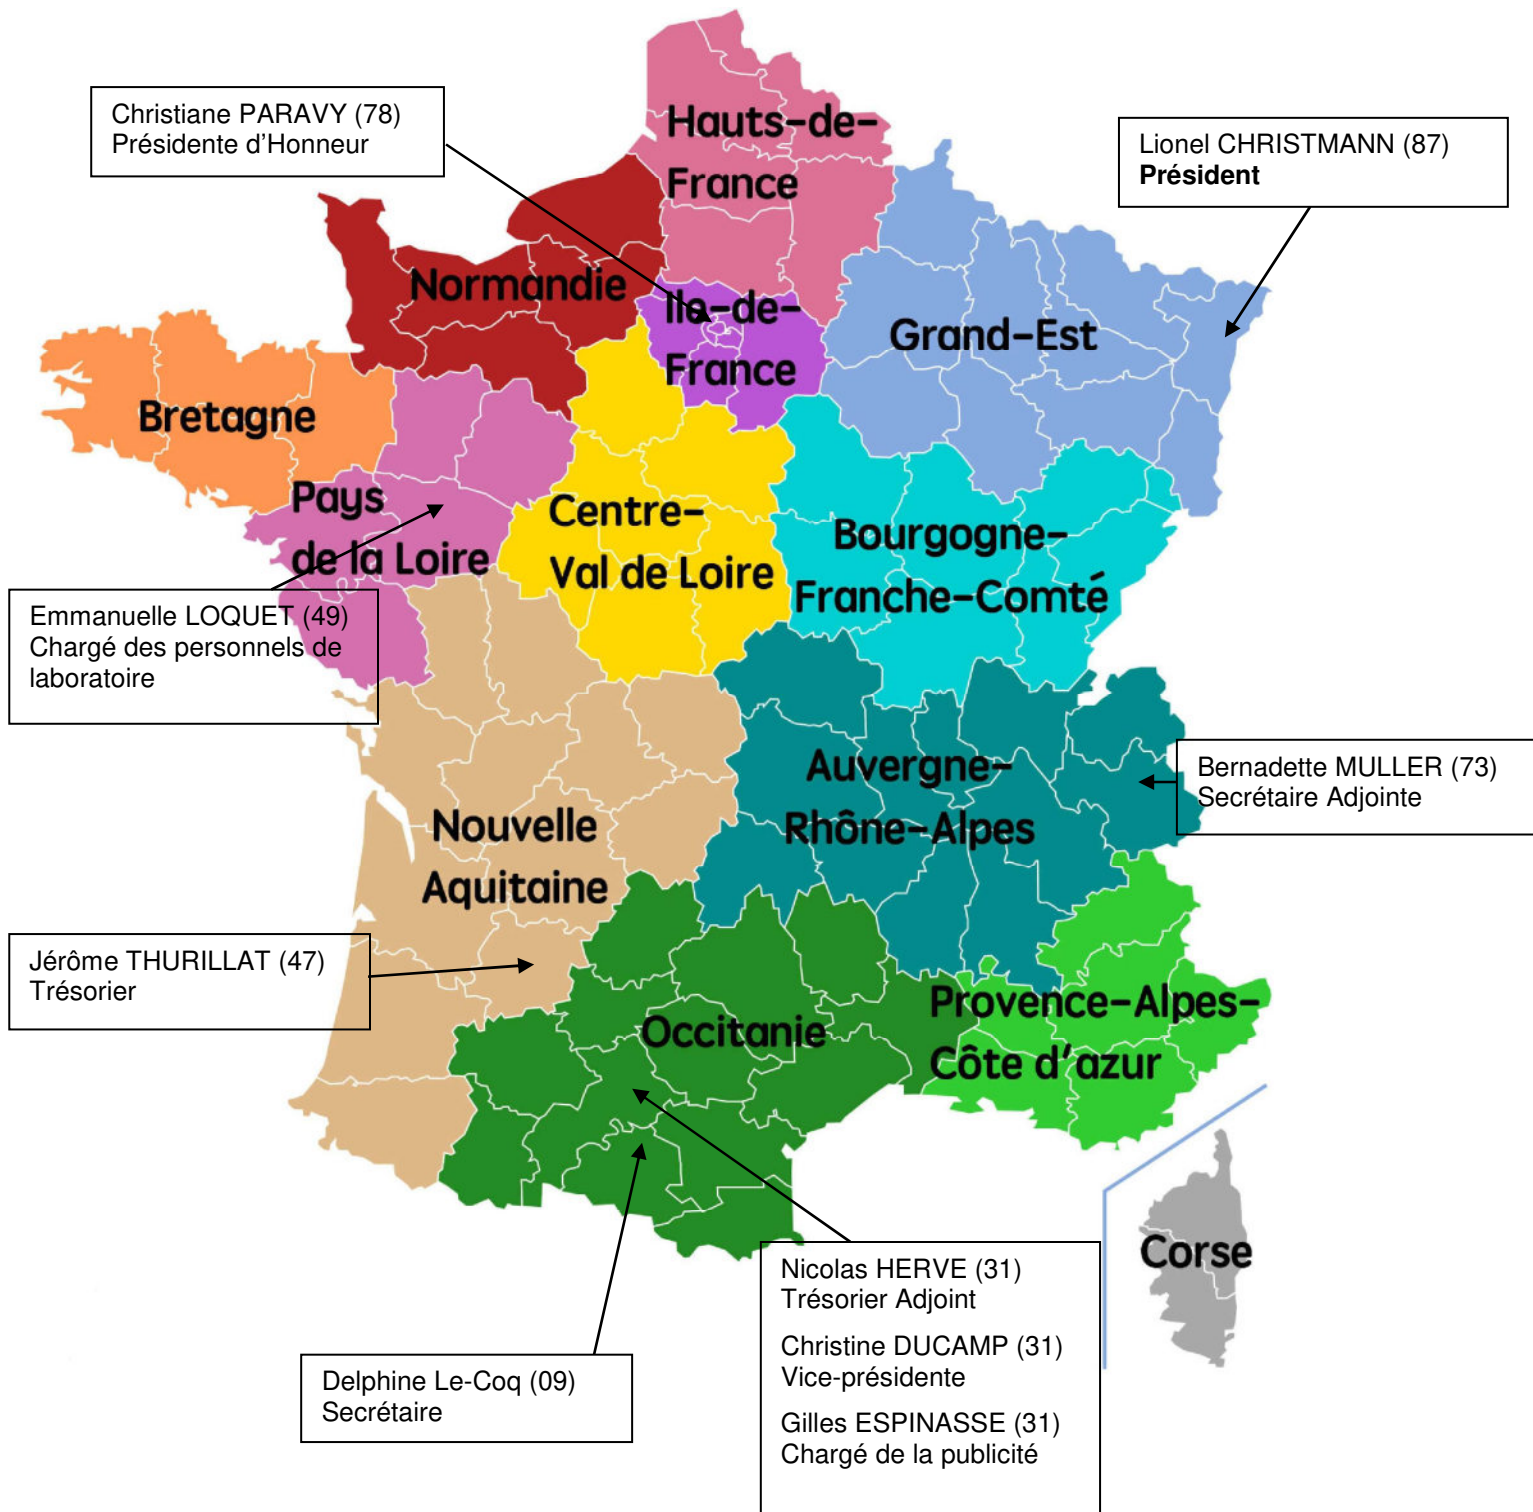 Christiane PARAVY (78)
Présidente d’Honneur
Lionel CHRISTMANN (87)
Président
Hauts-de-
France
Normandie
Ile-de-
France
Grand-Est
Bretagne
Pays
de la Loire
Centre-
Val de Loire
Bourgogne-
Franche-Comté
Emmanuelle LOQUET (49)
Chargé des personnels de
laboratoire
Auvergne-
Rhône-Alpes
Bernadette MULLER (73)
Secrétaire Adjointe
Nouvelle
Aquitaine
Jérôme THURILLAT (47)
Trésorier
Occitanie
Provence-Alpes-
Côte d’azur
Corse
Nicolas HERVE (31)
Trésorier Adjoint
Christine DUCAMP (31)
Vice-présidente
Gilles ESPINASSE (31)
Chargé de la publicité
Delphine Le-Coq (09)
Secrétaire